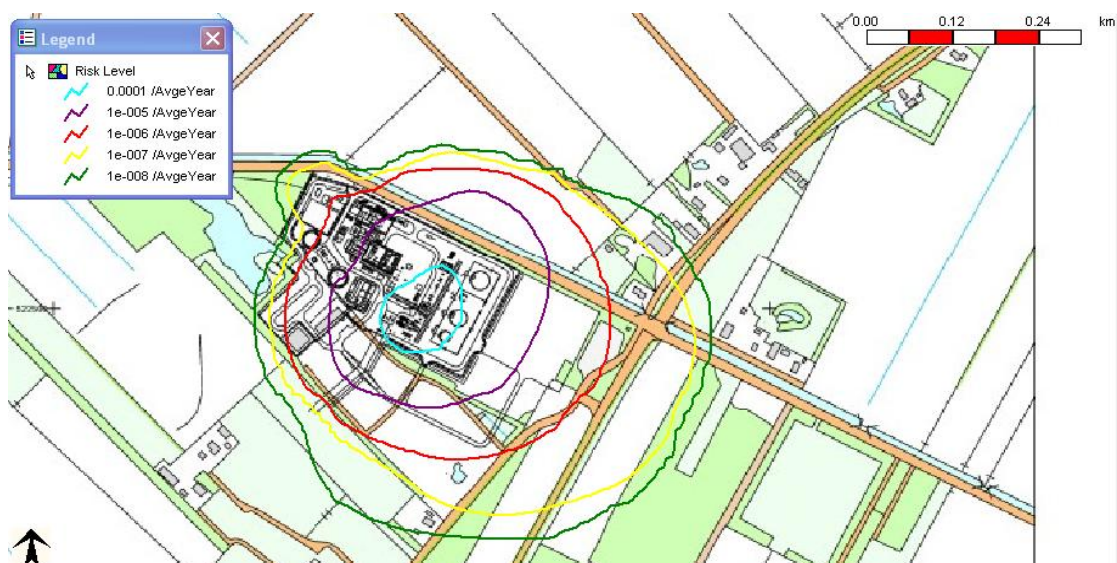 Legend
Risk Level
0.0001 /AvgeYear
1e-005 /AvgeYear
1e-006 /AvgeYear
1e-007 /AvgeYear
1e-008 /AvgeYear
0.00 0.12 0.24 km